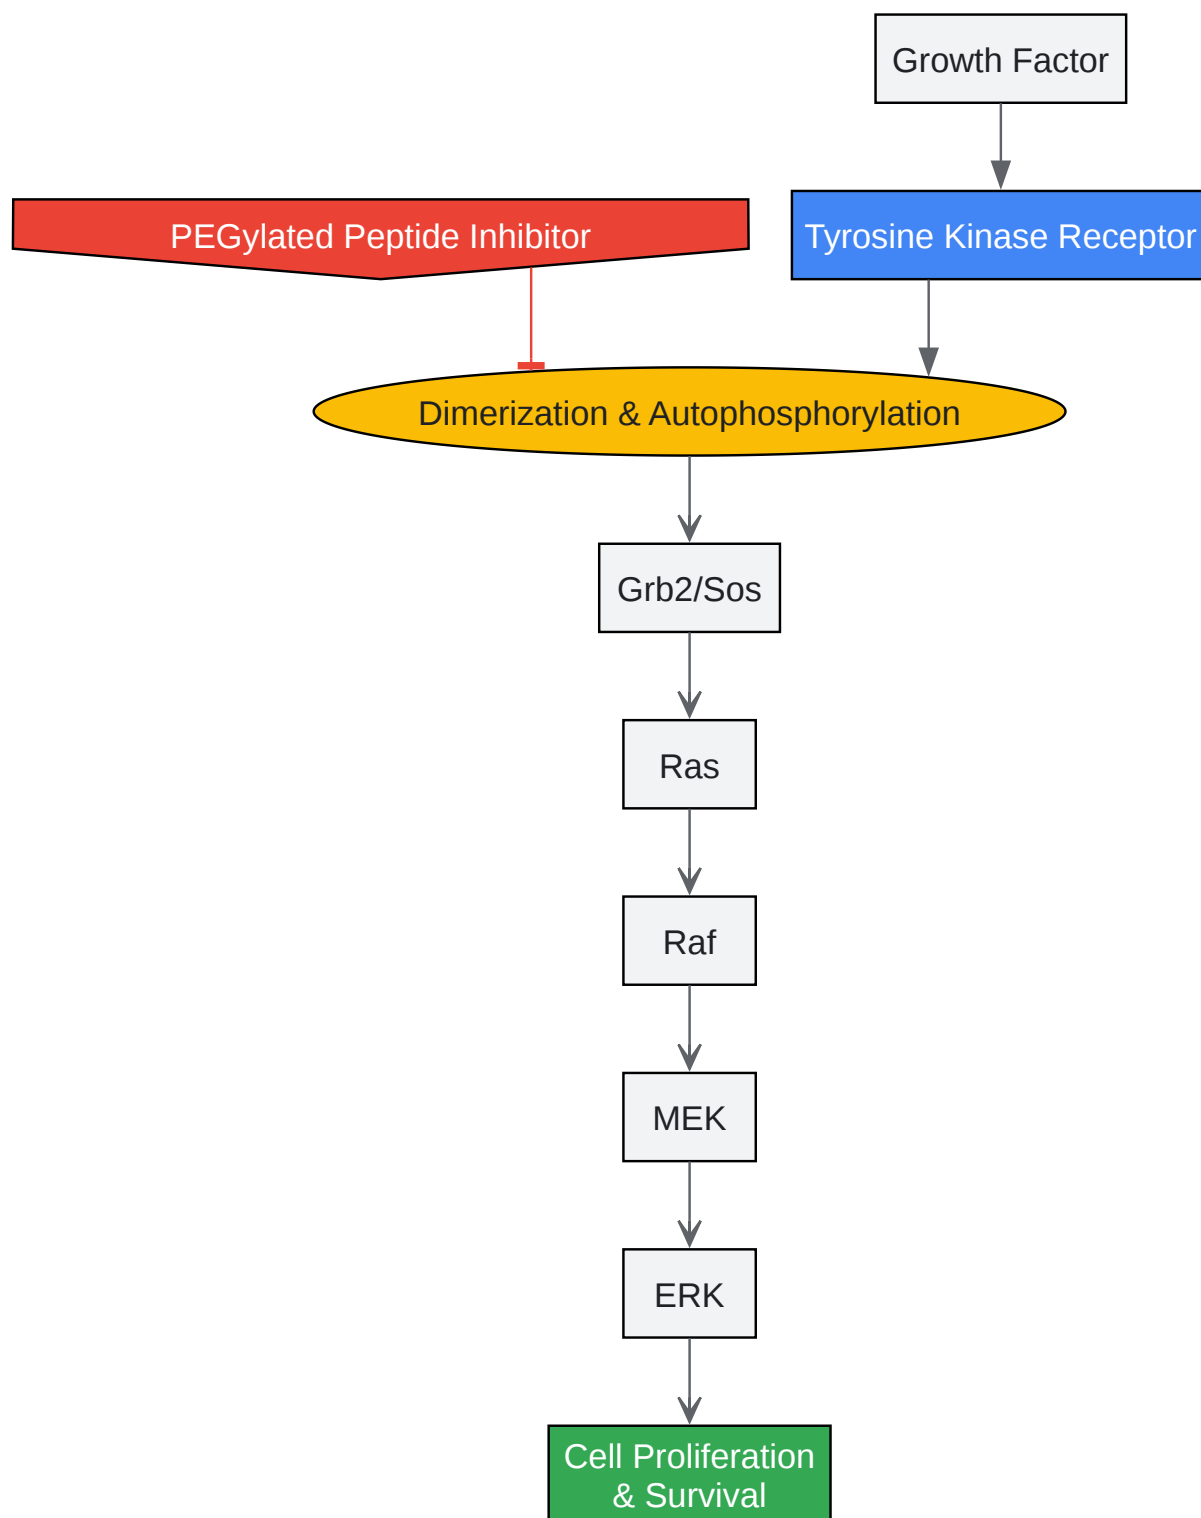 Growth Factor
PEGylated Peptide Inhibitor
Tyrosine Kinase Receptor
Dimerization & Autophosphorylation
Grb2/Sos
Ras
Raf
MEK
ERK
Cell Proliferation
& Survival